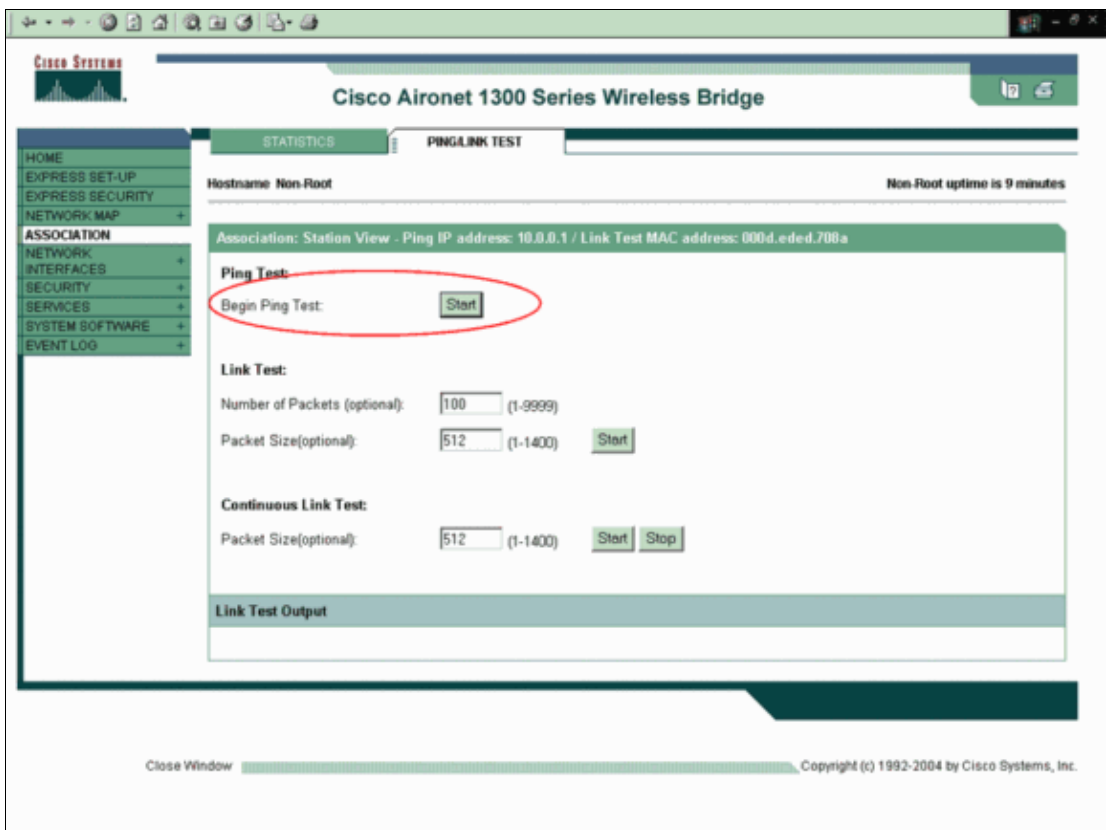 CISCO SYSTEMS
Cisco Aironet 1300 Series Wireless Bridge
STATISTICS
PING/LINK TEST
HOME
EXPRESS SET-UP
EXPRESS SECURITY
NETWORK MAP +
ASSOCIATION
NETWORK
INTERFACES +
SECURITY +
SERVICES +
SYSTEM SOFTWARE +
EVENT LOG +
Hostname Non-Root
Non-Root uptime is 9 minutes
Association: Station View - Ping IP address: 10.0.0.1 / Link Test MAC address: 000d.eded.708a
Ping Test:
Begin Ping Test: Start
Link Test:
Number of Packets (optional): 100 (1-9999)
Packet Size(optional): 512 (1-1400) Start
Continuous Link Test:
Packet Size(optional): 512 (1-1400) Start Stop
Link Test Output
Close Window
Copyright (c) 1992-2004 by Cisco Systems, Inc.